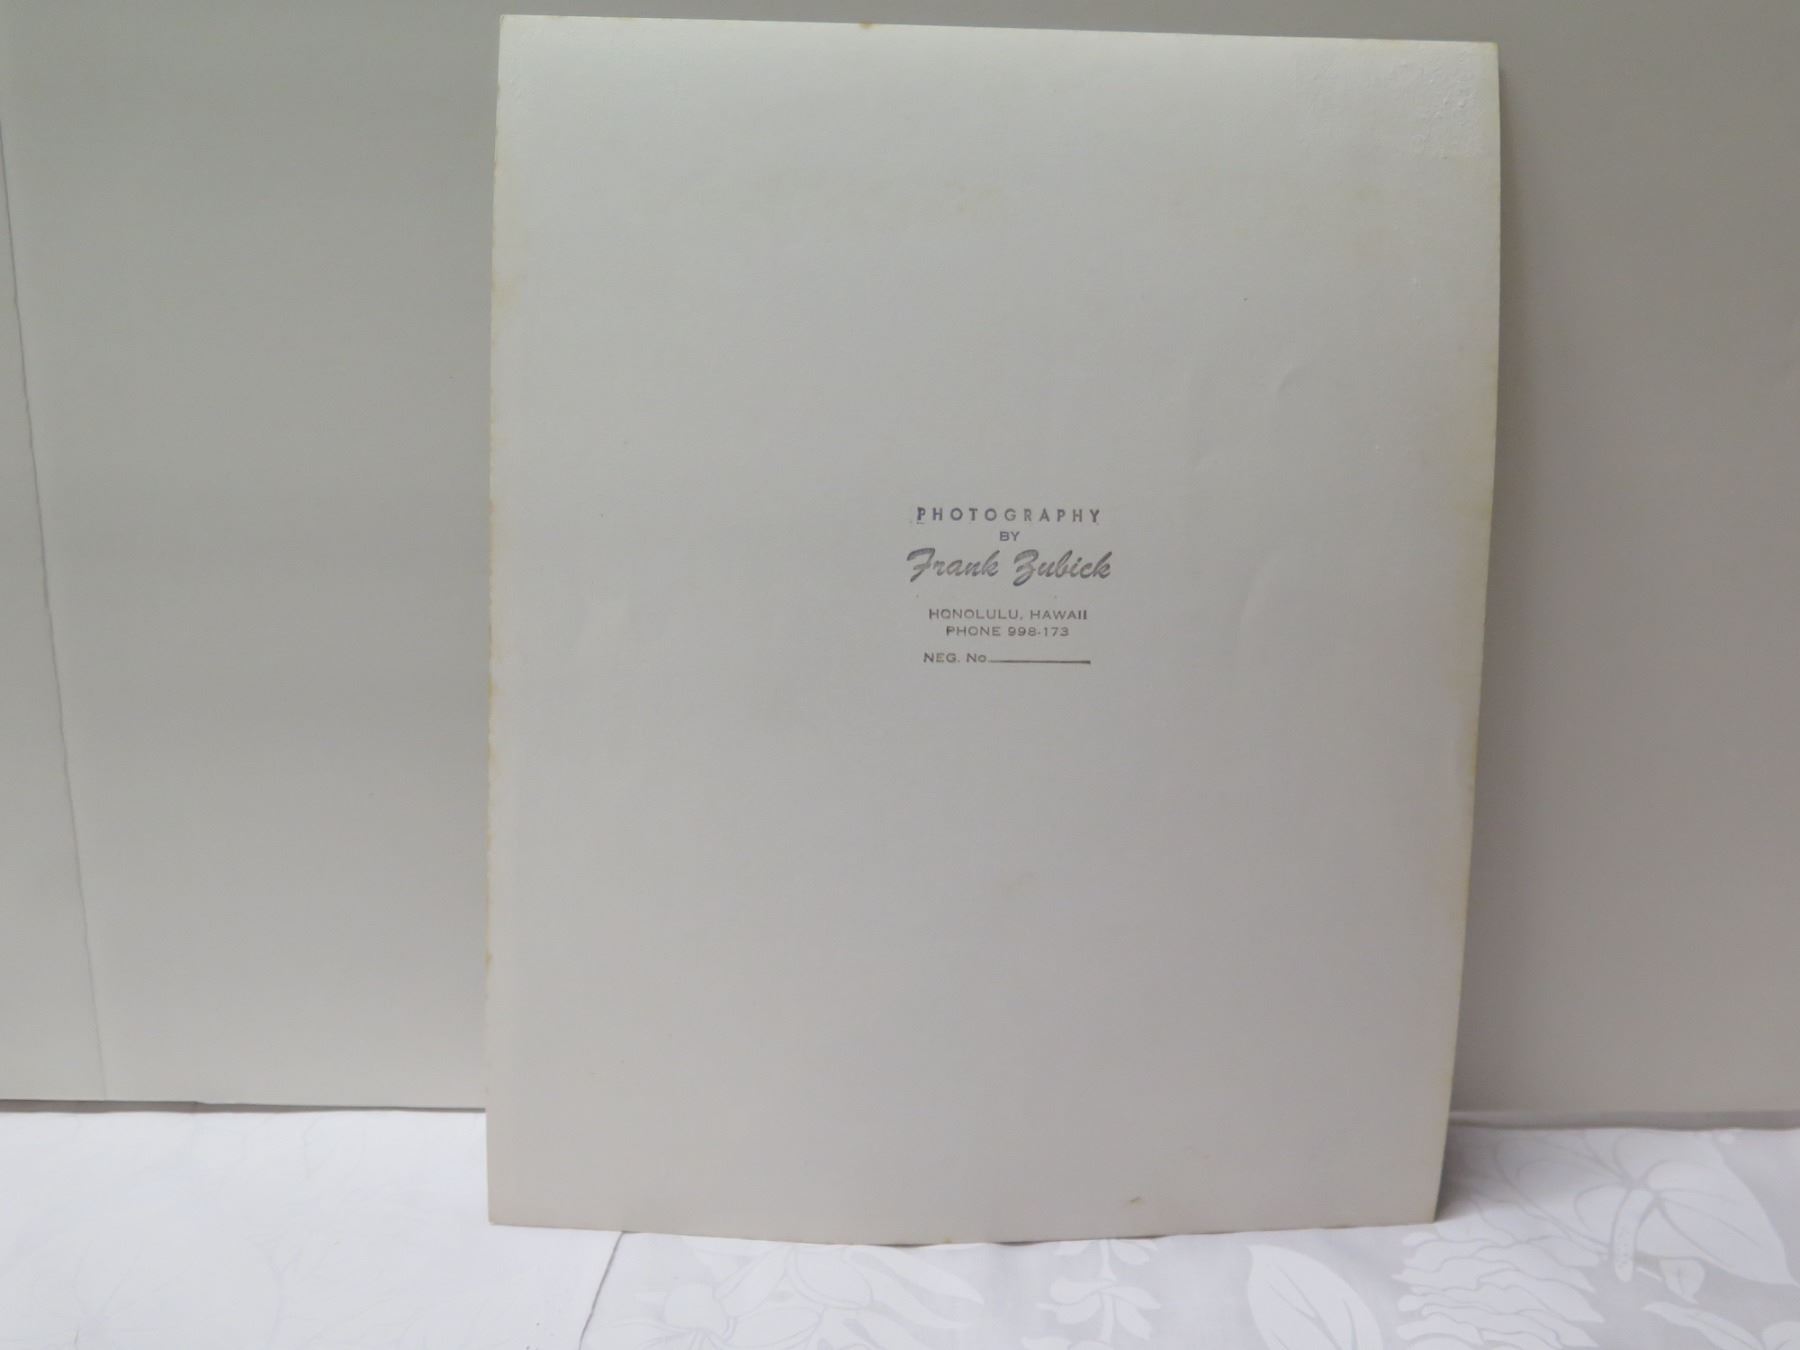 PHOTOGRAPHY
BY
Frank Zubick
HONOLULU, HAWAII
PHONE 998-173
NEG. No.